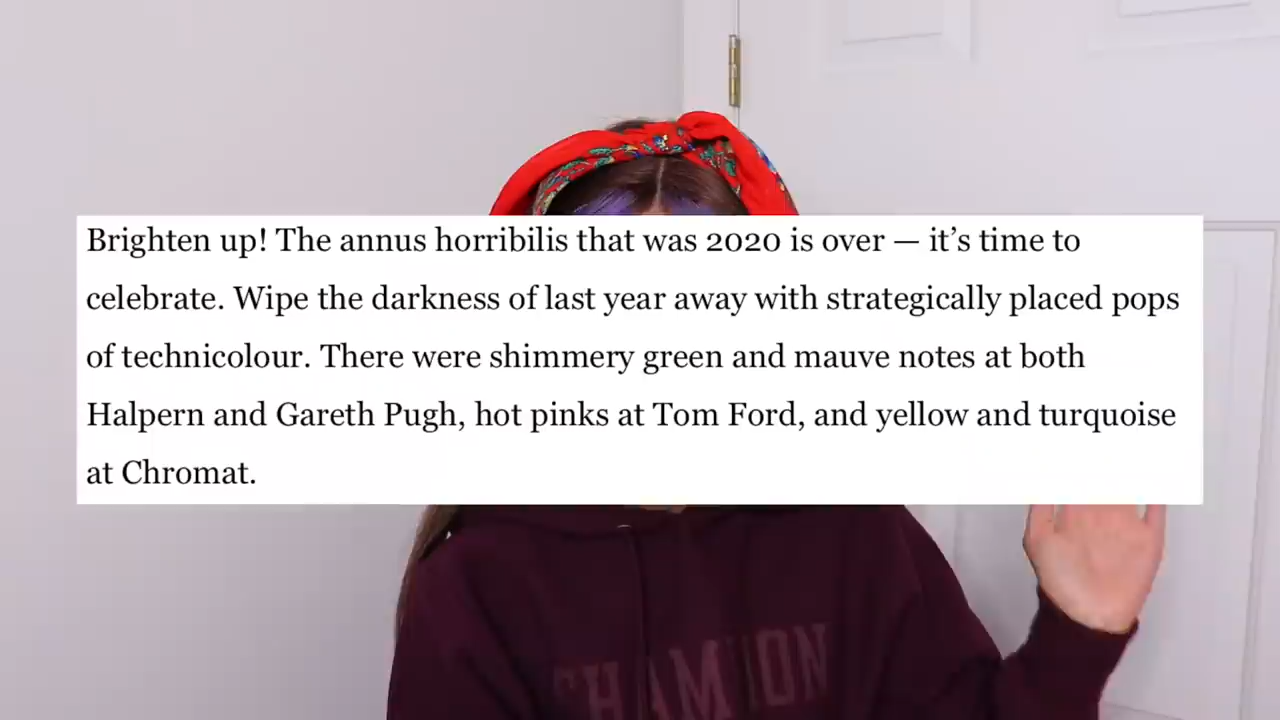 Brighten up! The annus horribilis that was 2020 is over — it’s time to
celebrate. Wipe the darkness of last year away with strategically placed pops
of technicolour. There were shimmery green and mauve notes at both
Halpern and Gareth Pugh, hot pinks at Tom Ford, and yellow and turquoise
at Chromat.
CHAMPION